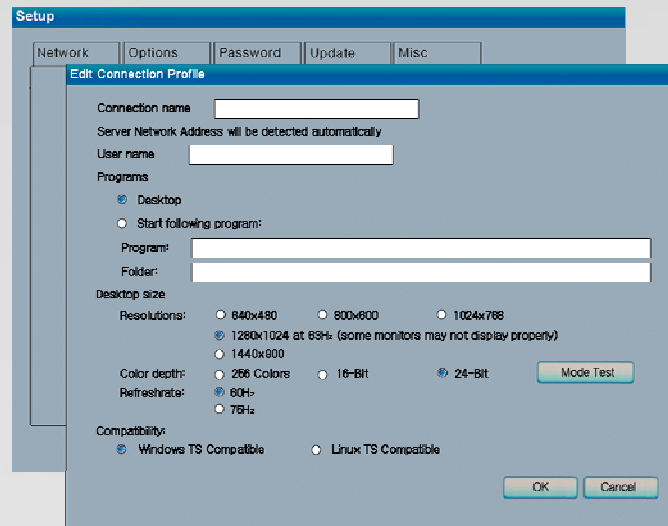 Setup
Network Options Password Update Misc
Edit Connection Profile
Connection name
Server Network Address will be detected automatically
User name
Programs
Desktop
Start following program:
Program:
Folder:
Desktop size
Resolutions: 640x480 800x600 1024x768
1280x1024 at 63Hz (some monitors may not display properly)
1440x900
Color depth: 256 Colors 16-Bit 24-Bit Mode Test
Refreshrate: 60Hz
75Hz
Compatibility:
Windows TS Compatible Linux TS Compatible
OK Cancel